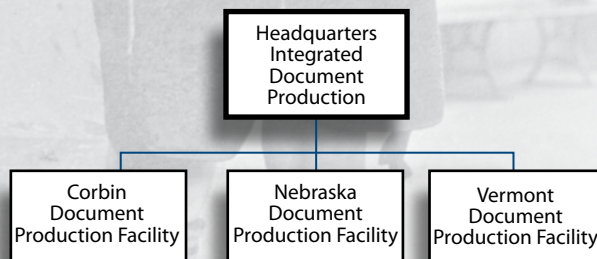 Headquarters
Integrated
Document
Production
Corbin
Document
Production Facility
Nebraska
Document
Production Facility
Vermont
Document
Production Facility